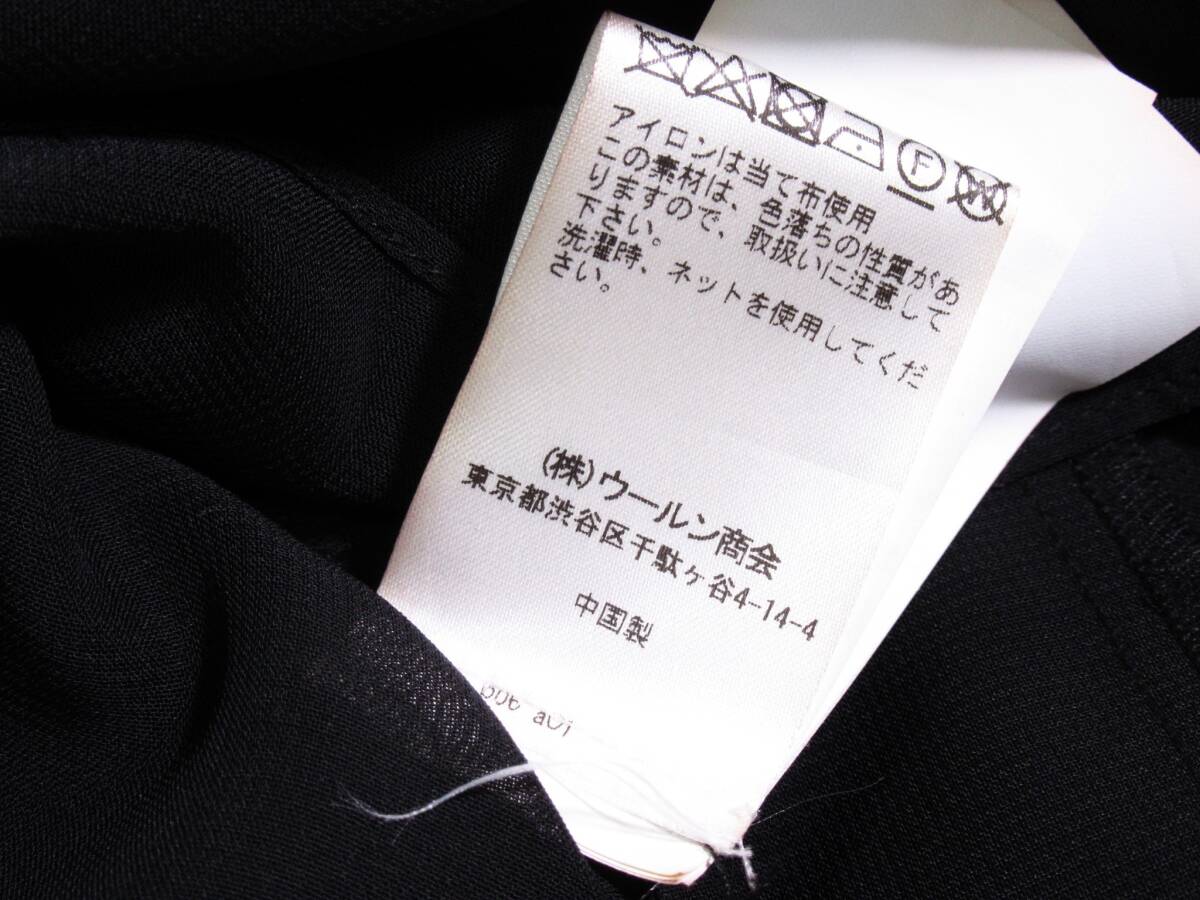 F W
アイロンは当て布使用
この素材は、色落ちの性質があ
りますので、取扱いに注意して
下さい。
洗濯時、ネットを使用してくだ
さい。
(株)ウールン商会
東京都渋谷区千駄ヶ谷4-14-4
中国製